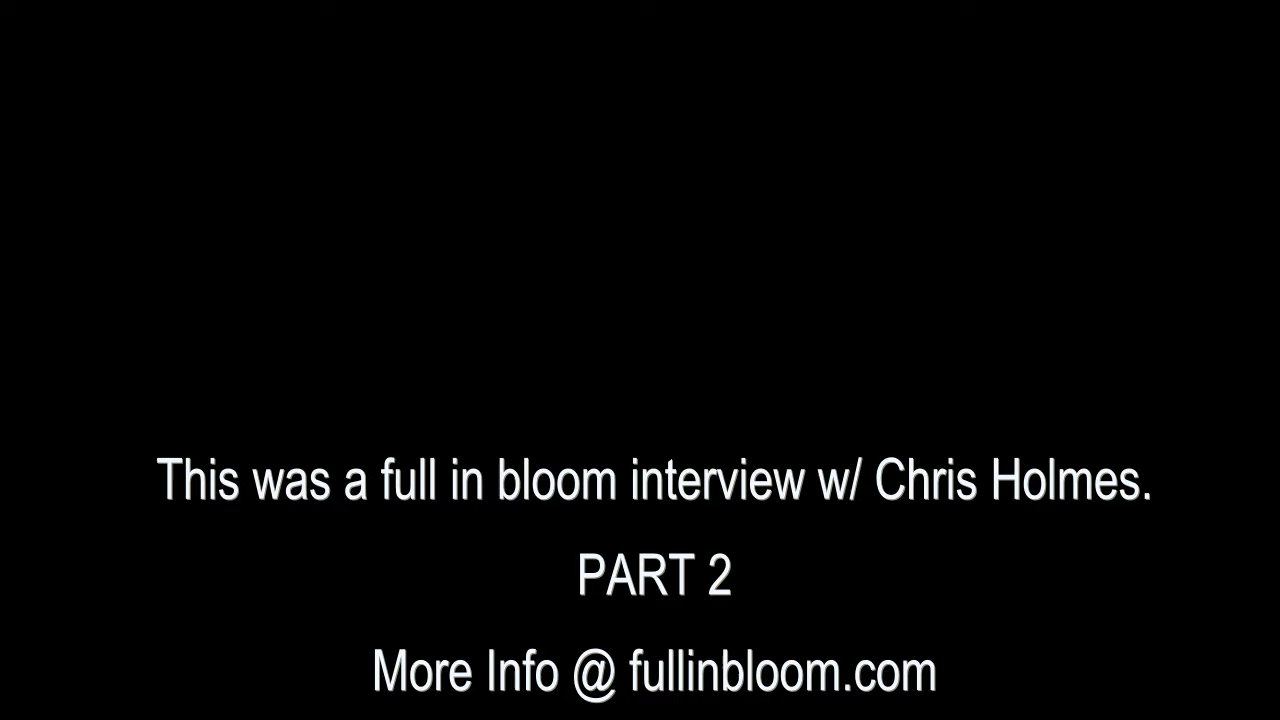 This was a full in bloom interview w/ Chris Holmes.
PART 2
More Info @ fullinbloom.com